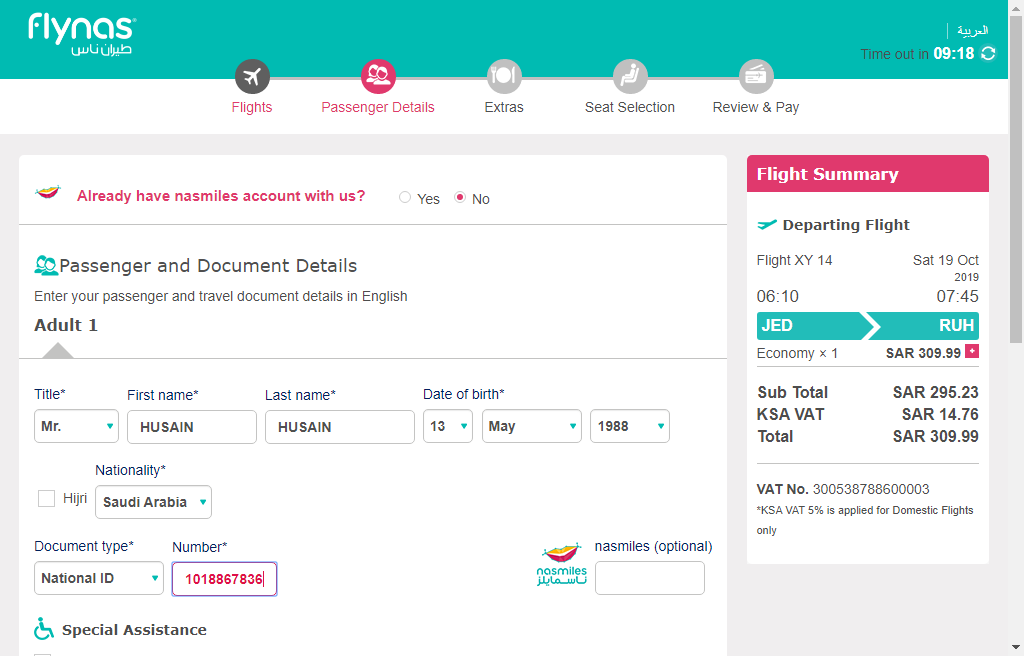 flynas
طيران ناس
العربية
Time out in 09:18
Flights
Passenger Details
Extras
Seat Selection
Review & Pay
Already have nasmiles account with us?
Yes
No
Passenger and Document Details
Enter your passenger and travel document details in English
Adult 1
Title*
First name*
Last name*
Date of birth*
Mr.
HUSAIN
HUSAIN
13
May
1988
Nationality*
Hijri
Saudi Arabia
Document type*
Number*
nasmiles (optional)
National ID
1018867836
nasmiles
ناسمايلز
Special Assistance
Flight Summary
Departing Flight
Flight XY 14
Sat 19 Oct
2019
06:10
07:45
JED
RUH
Economy × 1
SAR 309.99 +
Sub Total
SAR 295.23
KSA VAT
SAR 14.76
Total
SAR 309.99
VAT No. 300538788600003
*KSA VAT 5% is applied for Domestic Flights
only